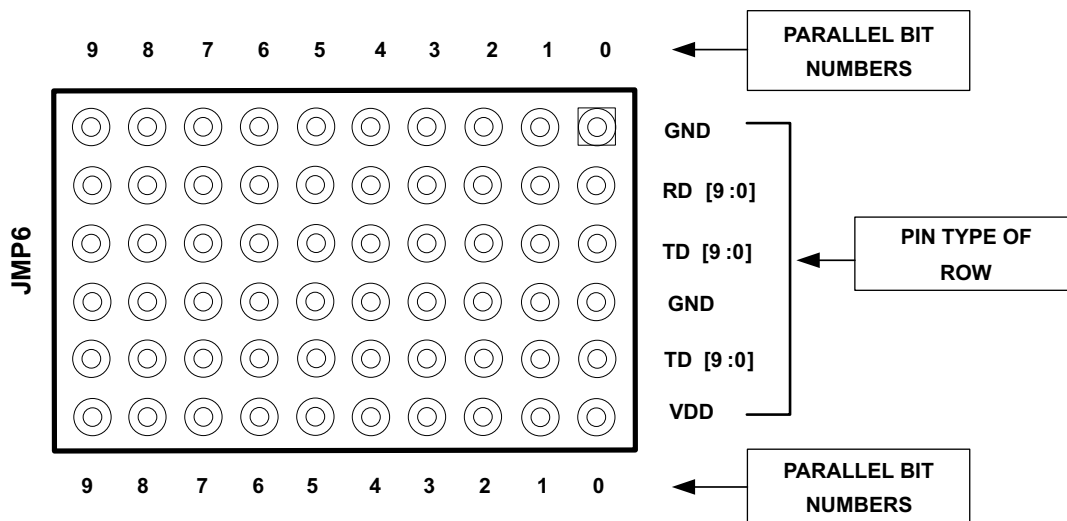 9 8 7 6 5 4 3 2 1 0
PARALLEL BIT
NUMBERS
JMP6
GND
RD [9 :0]
TD [9 :0]
GND
TD [9 :0]
VDD
PIN TYPE OF
ROW
9 8 7 6 5 4 3 2 1 0
PARALLEL BIT
NUMBERS